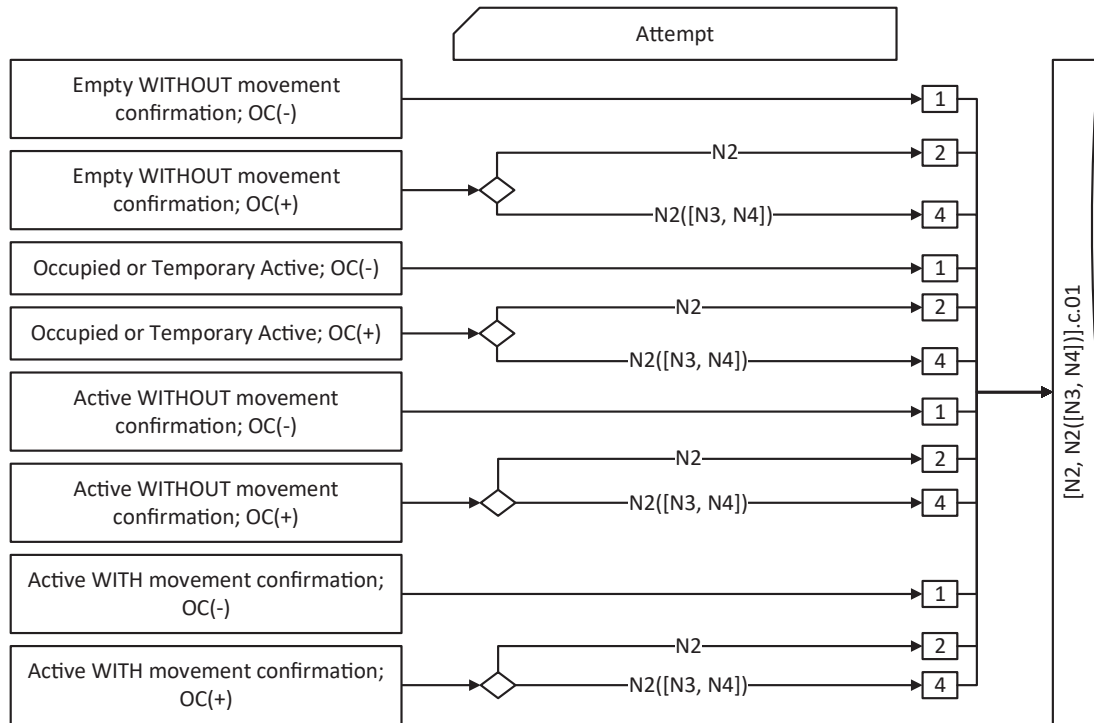 Attempt
Empty WITHOUT movement
confirmation; OC(-)
1
Empty WITHOUT movement
confirmation; OC(+)
N2
2
N2([N3, N4])
4
Occupied or Temporary Active; OC(-)
1
Occupied or Temporary Active; OC(+)
N2
2
N2([N3, N4])
4
Active WITHOUT movement
confirmation; OC(-)
1
Active WITHOUT movement
confirmation; OC(+)
N2
2
N2([N3, N4])
4
Active WITH movement confirmation;
OC(-)
1
Active WITH movement confirmation;
OC(+)
N2
2
N2([N3, N4])
4
[N2, N2([N3, N4])].c.01